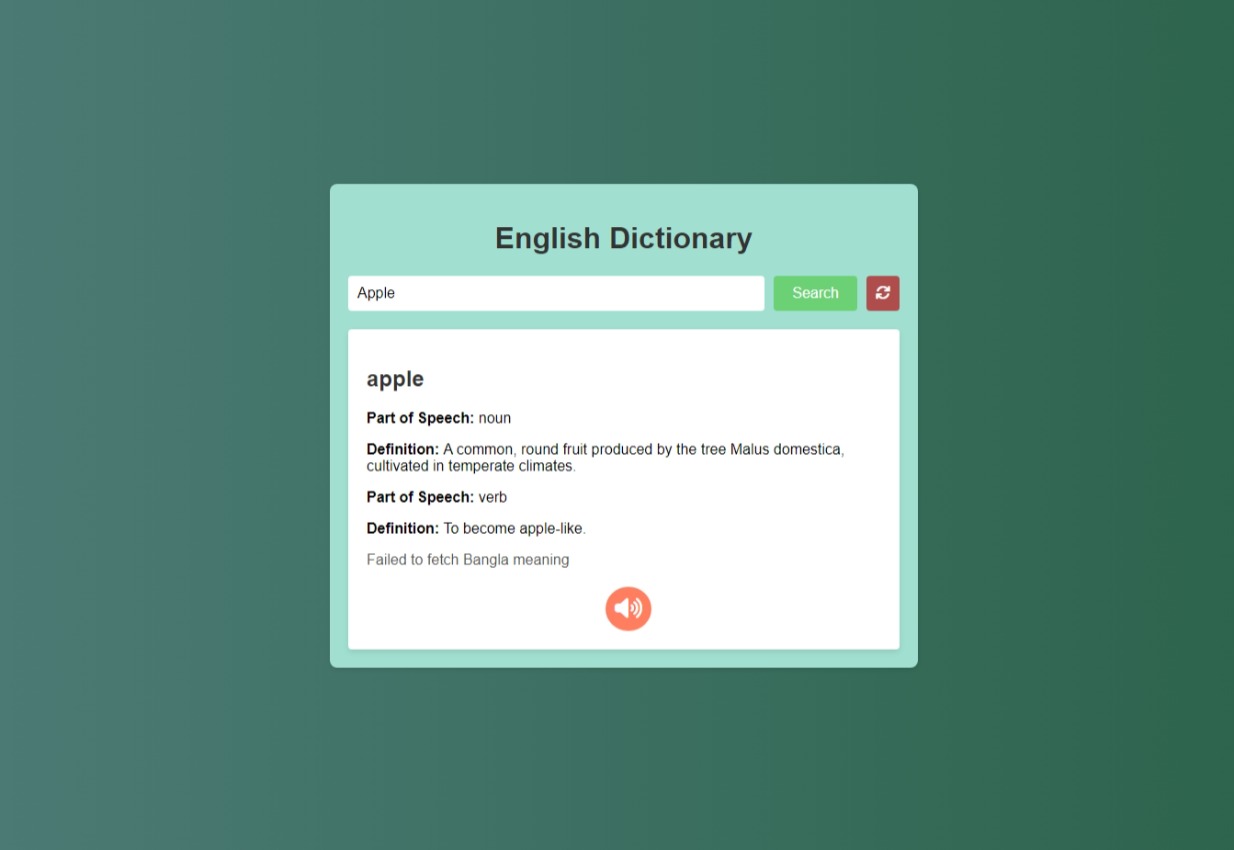 English Dictionary
Apple
Search
apple
Part of Speech: noun
Definition: A common, round fruit produced by the tree Malus domestica,
cultivated in temperate climates.
Part of Speech: verb
Definition: To become apple-like.
Failed to fetch Bangla meaning